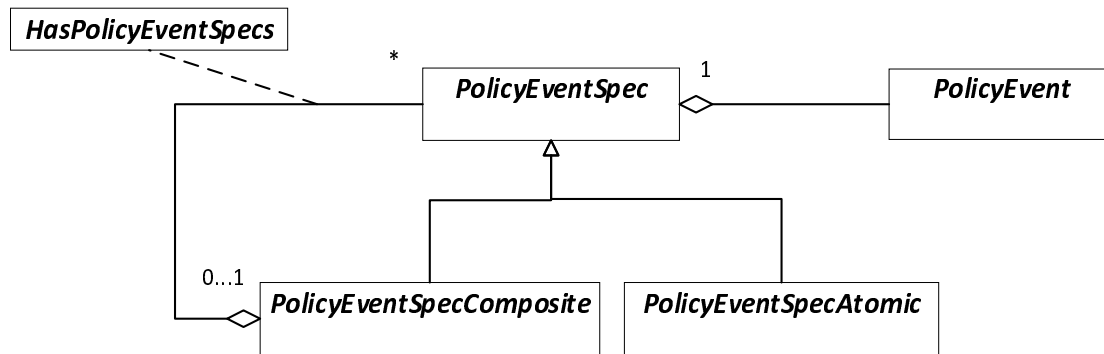 HasPolicyEventSpecs
*
PolicyEventSpec
1
PolicyEvent
0...1
PolicyEventSpecComposite
PolicyEventSpecAtomic